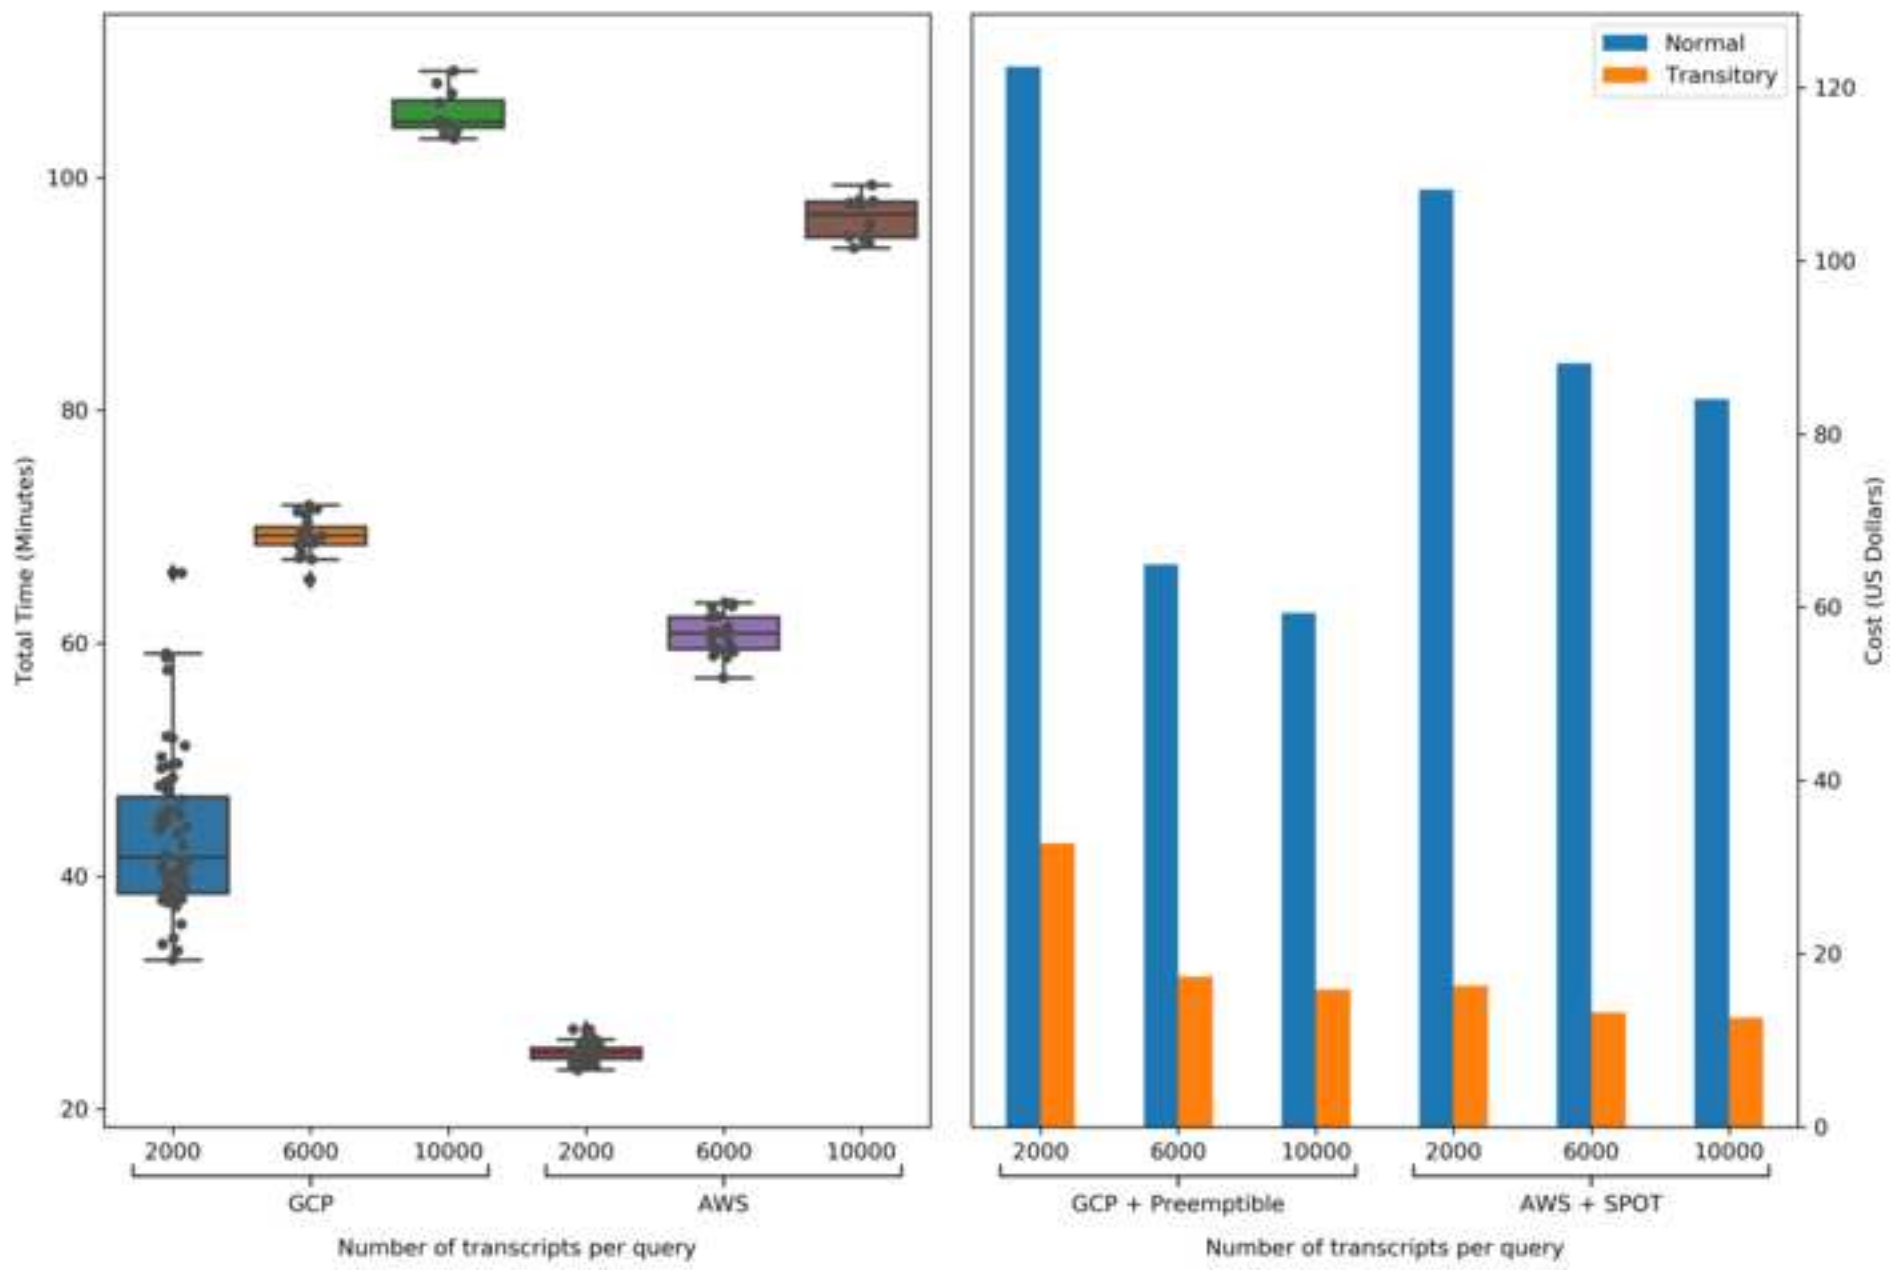 Total Time (Minutes)
100
80
60
40
20
2000 6000 10000 2000 6000 10000
GCP AWS
Number of transcripts per query
Normal
Transitory
120
100
80
60
40
20
0
Cost (US Dollars)
2000 6000 10000 2000 6000 10000
GCP + Preemptible AWS + SPOT
Number of transcripts per query